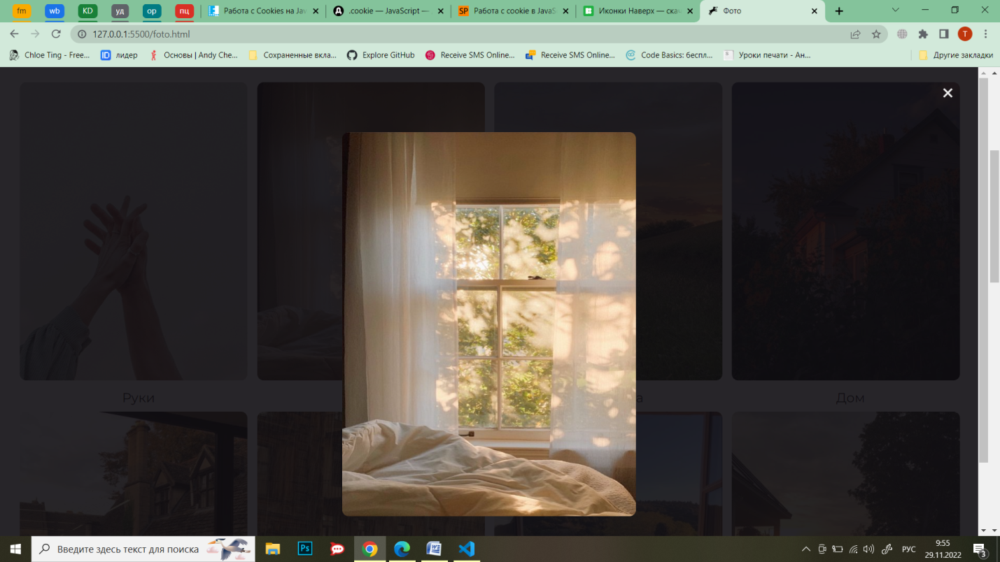 fm wb KD уд ор пц Работа с Cookies на Jav .cookie — JavaScript — Работа с cookie в JavaS Иконки Наверх — скач Фото
127.0.0.1:5500/foto.html
T
Chloe Ting - Free... ID лидер Основы | Andy Che... Сохраненные вкла... Explore GitHub Receive SMS Online... Receive SMS Online... Code Basics: беспл... Уроки печати - Ан... Другие закладки
Руки а Дом
Введите здесь текст для поиска Ps РУС 9:55
29.11.2022 3